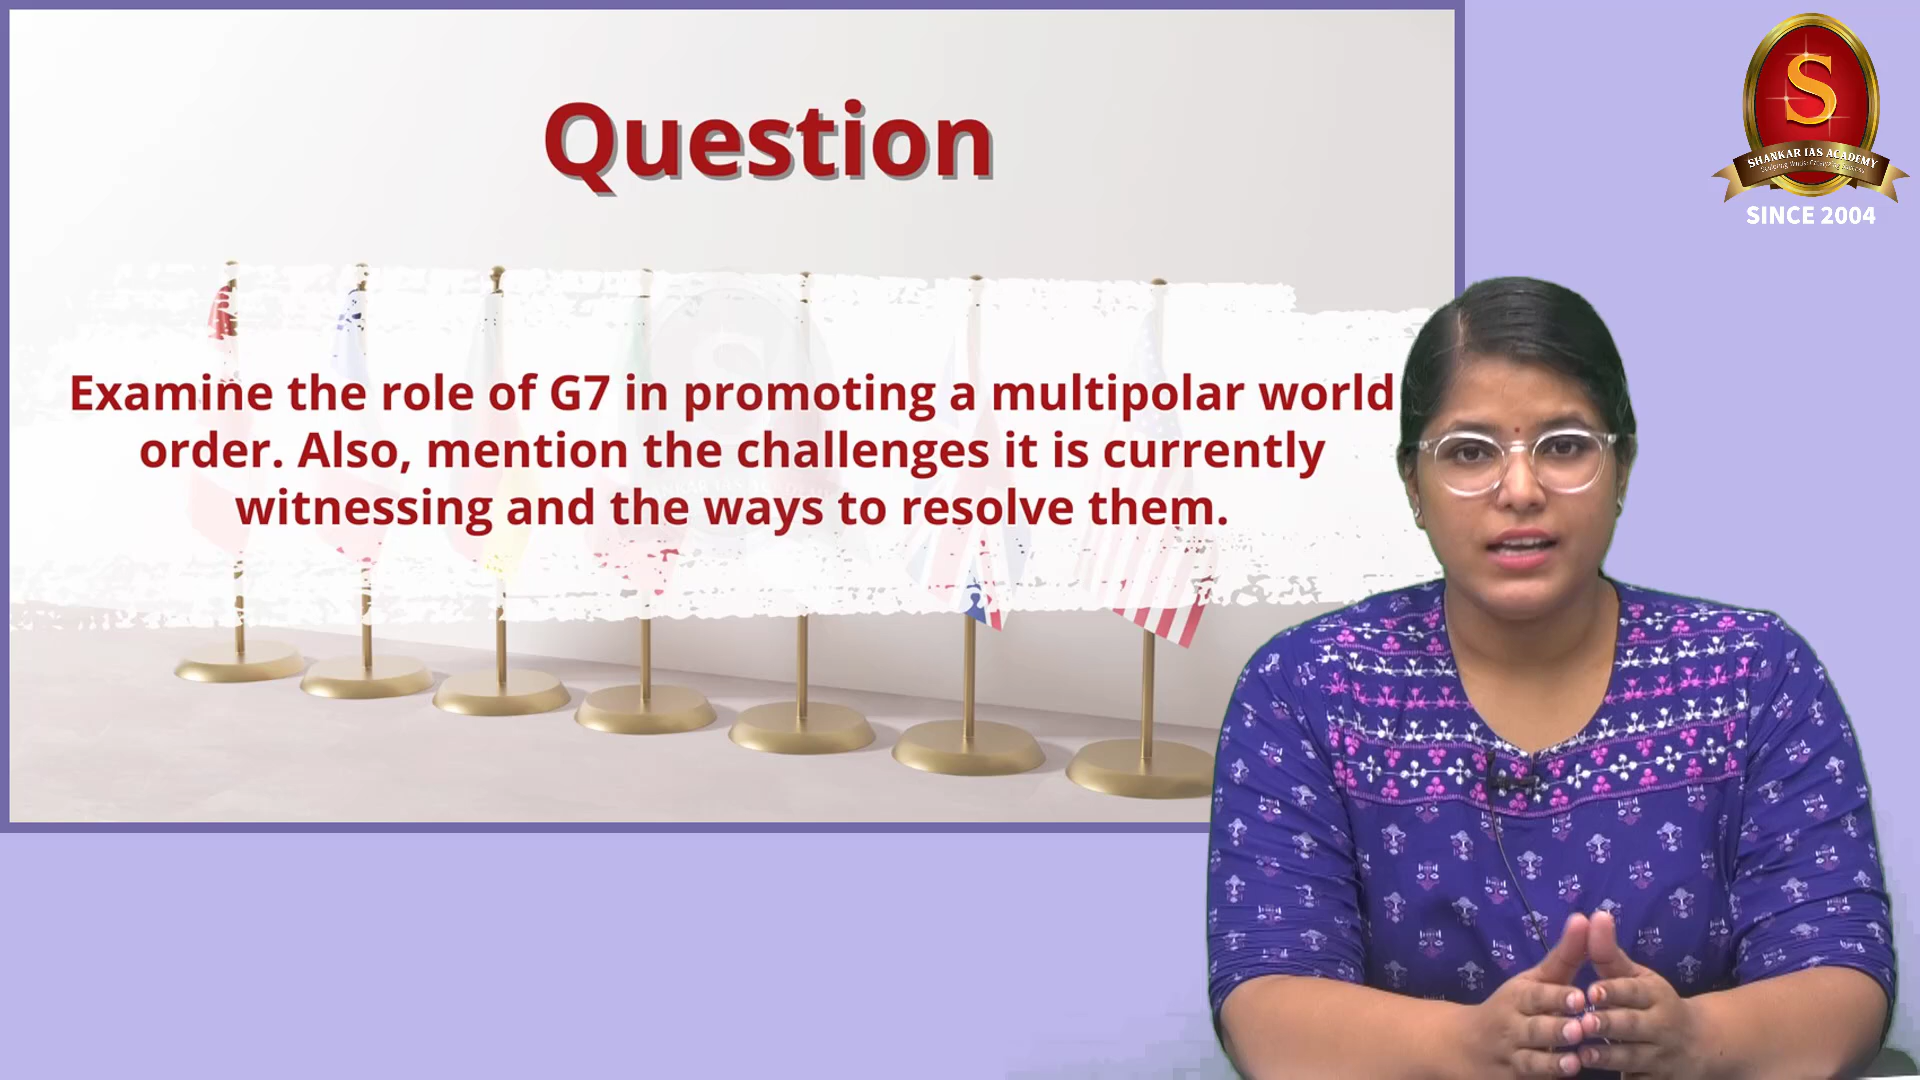 Question
Examine the role of G7 in promoting a multipolar world
order. Also, mention the challenges it is currently
witnessing and the ways to resolve them.
S
SHANKAR IAS ACADEMY
SINCE 2004